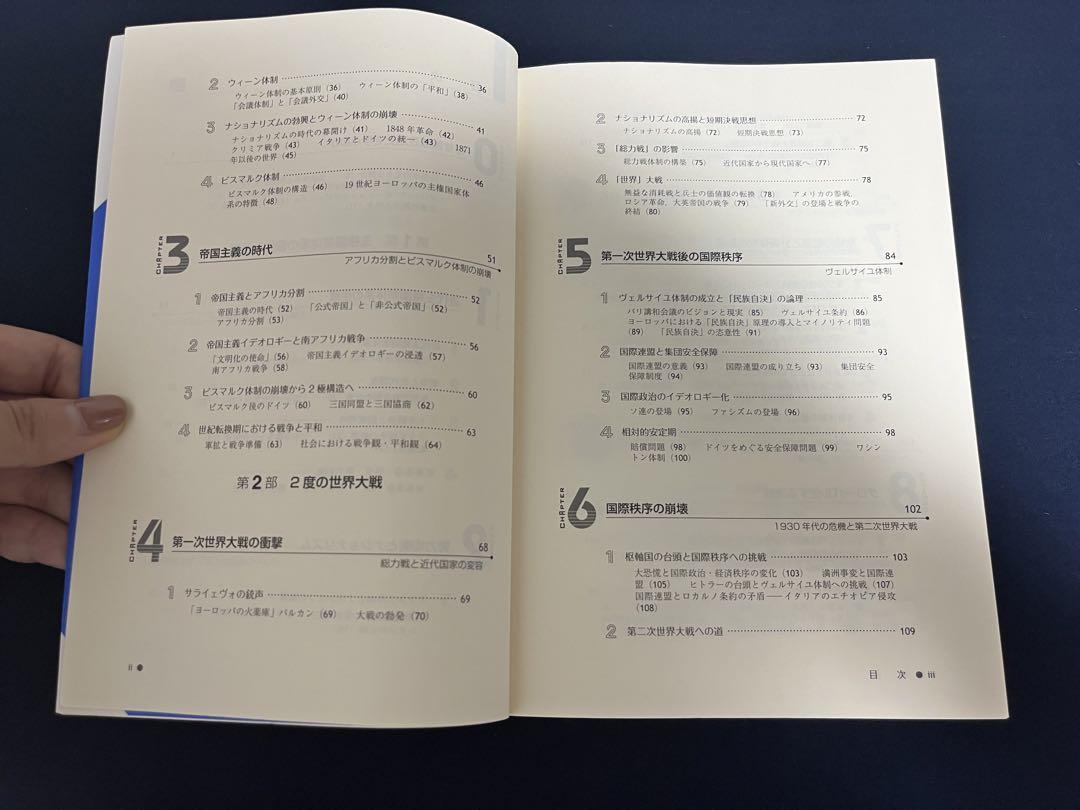 2 ウィーン体制 36
ウィーン体制の基本原則（36） ウィーン体制の「平和」（38）
「会議体制」と「会議外交」（40）
3 ナショナリズムの勃興とウィーン体制の崩壊 41
ナショナリズムの時代の幕開け（41） 1848年革命（42）
クリミア戦争（43） イタリアとドイツの統一（43） 1871
年以後の世界（45）
4 ビスマルク体制 46
ビスマルク体制の構造（46） 19世紀ヨーロッパの主権国家体
系の特徴（48）
CHAPTER 3 帝国主義の時代 51
アフリカ分割とビスマルク体制の崩壊
1 帝国主義とアフリカ分割 52
帝国主義の時代（52） 「公式帝国」と「非公式帝国」（52）
アフリカ分割（53）
2 帝国主義イデオロギーと南アフリカ戦争 56
「文明化の使命」（56） 帝国主義イデオロギーの浸透（57）
南アフリカ戦争（58）
3 ビスマルク体制の崩壊から2極構造へ 60
ビスマルク後のドイツ（60） 三国同盟と三国協商（62）
4 世紀転換期における戦争と平和 63
軍拡と戦争準備（63） 社会における戦争観・平和観（64）
第2部 2度の世界大戦
CHAPTER 4 第一次世界大戦の衝撃 68
総力戦と近代国家の変容
1 サライェヴォの銃声 69
「ヨーロッパの火薬庫」バルカン（69） 大戦の勃発（70）
ii ●
2 ナショナリズムの高揚と短期決戦思想 72
ナショナリズムの高揚（72） 短期決戦思想（73）
3 「総力戦」の影響 75
総力戦体制の構築（75） 近代国家から現代国家へ（77）
4 「世界」大戦 78
無益な消耗戦と兵士の価値観の転換（78） アメリカの参戦，
ロシア革命，大英帝国の戦争（79） 「新外交」の登場と戦争の
終結（80）
CHAPTER 5 第一次世界大戦後の国際秩序 84
ヴェルサイユ体制
1 ヴェルサイユ体制の成立と「民族自決」の論理 85
パリ講和会議のビジョンと現実（85） ヴェルサイユ条約（86）
ヨーロッパにおける「民族自決」原理の導入とマイノリティ問題
（89） 「民族自決」の恣意性（91）
2 国際連盟と集団安全保障 93
国際連盟の意義（93） 国際連盟の成り立ち（93） 集団安全
保障制度（94）
3 国際政治のイデオロギー化 95
ソ連の登場（95） ファシズムの登場（96）
4 相対的安定期 98
賠償問題（98） ドイツをめぐる安全保障問題（99） ワシン
トン体制（100）
CHAPTER 6 国際秩序の崩壊 102
1930年代の危機と第二次世界大戦
1 枢軸国の台頭と国際秩序への挑戦 103
大恐慌と国際政治・経済秩序の変化（103） 満洲事変と国際連
盟（105） ヒトラーの台頭とヴェルサイユ体制への挑戦（107）
国際連盟とロカルノ条約の矛盾――イタリアのエチオピア侵攻
（108）
2 第二次世界大戦への道 109
目 次 ● iii